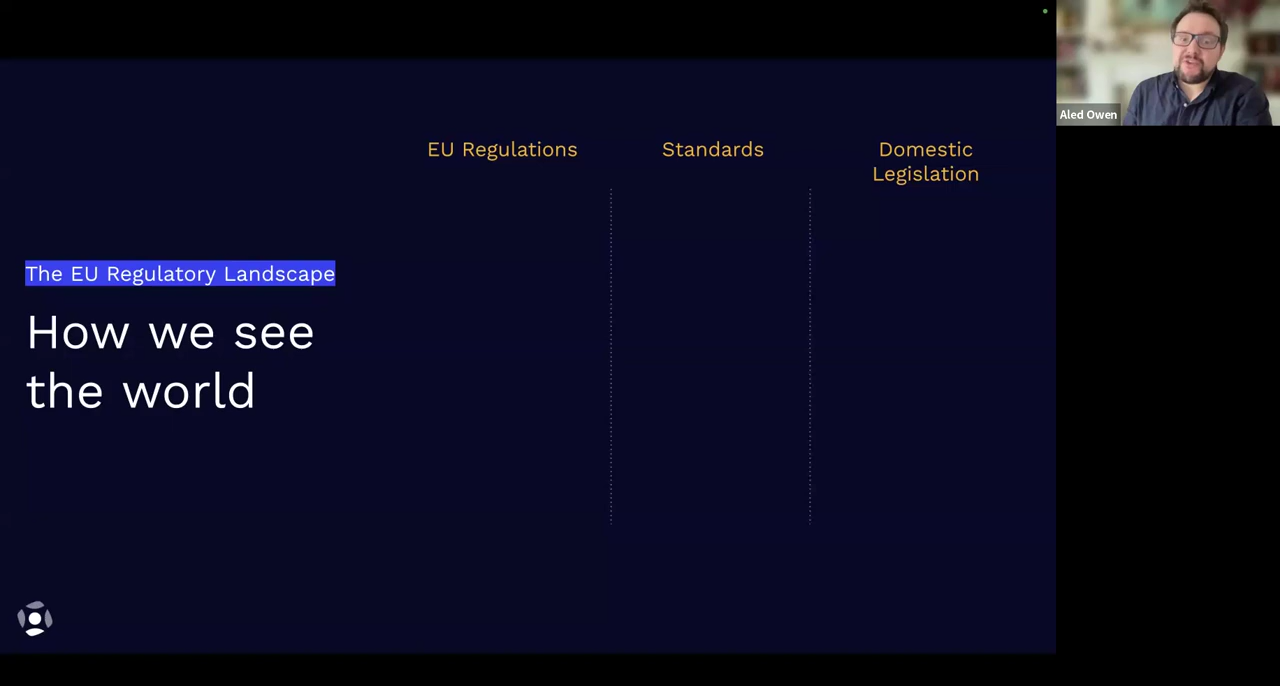 The EU Regulatory Landscape
How we see
the world
EU Regulations
Standards
Domestic
Legislation
Aled Owen